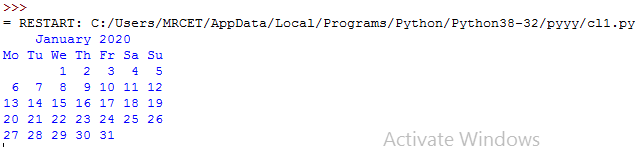 >>>
= RESTART: C:/Users/MRCET/AppData/Local/Programs/Python/Python38-32/pyyy/cl1.py
    January 2020
Mo Tu We Th Fr Sa Su
       1  2  3  4  5
 6  7  8  9 10 11 12
13 14 15 16 17 18 19
20 21 22 23 24 25 26
27 28 29 30 31
Activate Windows